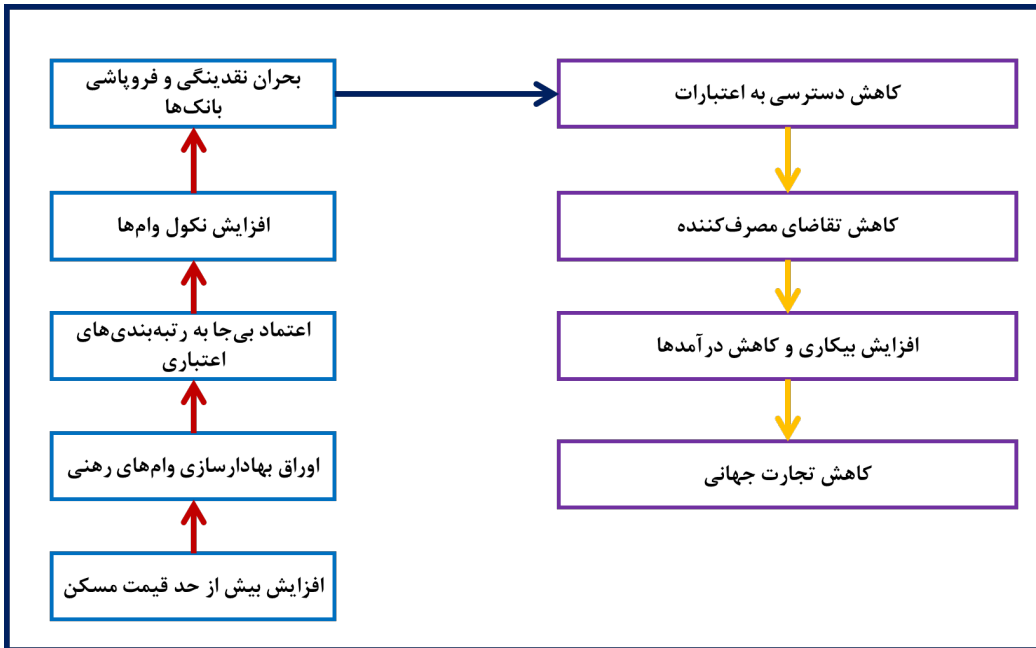 بحران نقدینگی و فروپاشی
بانک‌ها
افزایش نکول وام‌ها
اعتماد بی‌جا به رتبه‌بندی‌های
اعتباری
اوراق بهادارسازی وام‌های رهنی
افزایش بیش از حد قیمت مسکن
کاهش دسترسی به اعتبارات
کاهش تقاضای مصرف‌کننده
افزایش بیکاری و کاهش درآمدها
کاهش تجارت جهانی